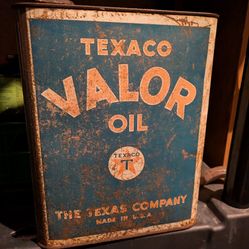 TEXACO
VALOR
OIL
TEXACO
T
THE TEXAS COMPANY
MADE IN U.S.A.